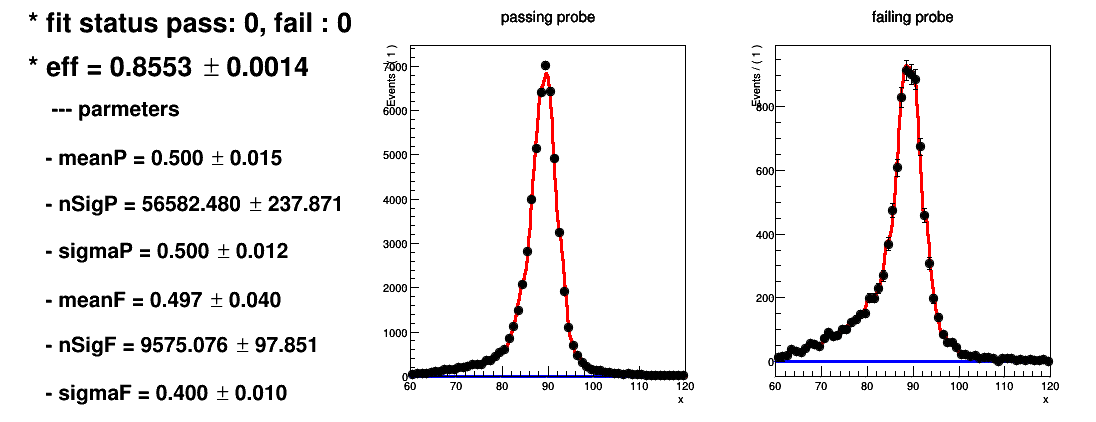 * fit status pass: 0, fail : 0
* eff = 0.8553 ± 0.0014
--- parmeters
- meanP = 0.500 ± 0.015
- nSigP = 56582.480 ± 237.871
- sigmaP = 0.500 ± 0.012
- meanF = 0.497 ± 0.040
- nSigF = 9575.076 ± 97.851
- sigmaF = 0.400 ± 0.010
passing probe
Events / ( 1 )
7000
6000
5000
4000
3000
2000
1000
0
60 70 80 90 100 110 120
x
failing probe
Events / ( 1 )
800
600
400
200
0
60 70 80 90 100 110 120
x